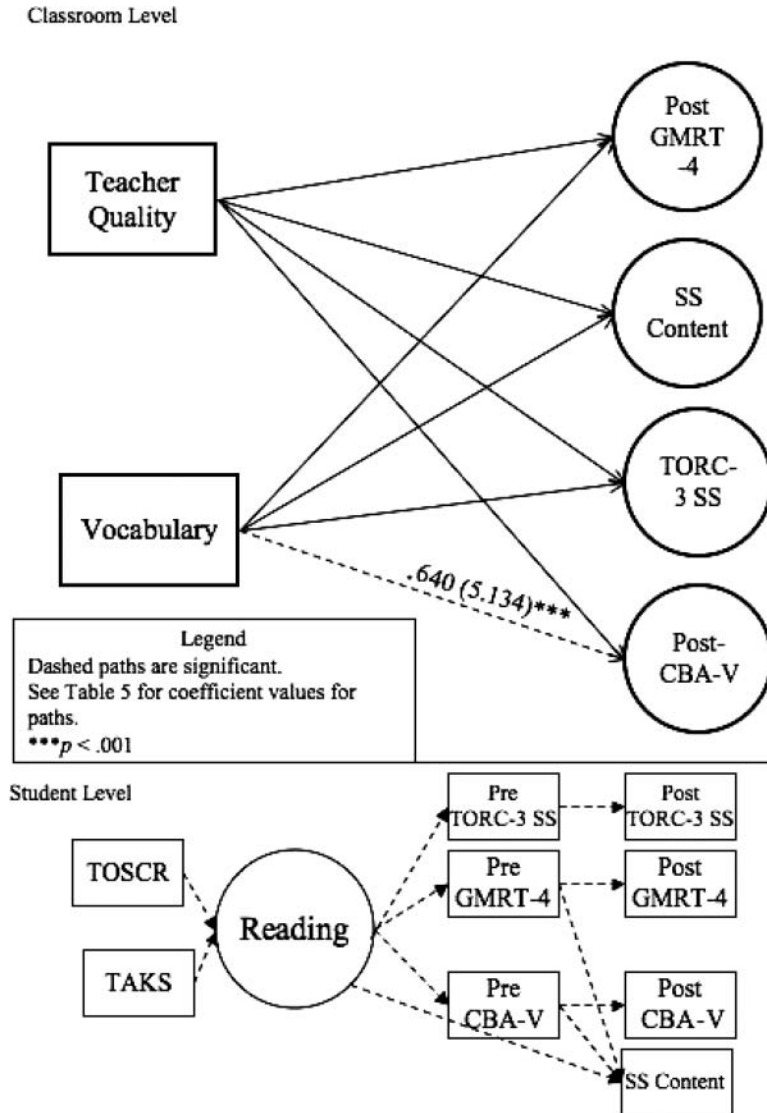 Classroom Level
Teacher
Quality
Vocabulary
Post
GMRT
-4
SS
Content
TORC-
3 SS
Post-
CBA-V
.640 (5.134)***
Legend
Dashed paths are significant.
See Table 5 for coefficient values for
paths.
***p < .001
Student Level
TOSCR
TAKS
Reading
Pre
TORC-3 SS
Post
TORC-3 SS
Pre
GMRT-4
Post
GMRT-4
Pre
CBA-V
Post
CBA-V
SS Content